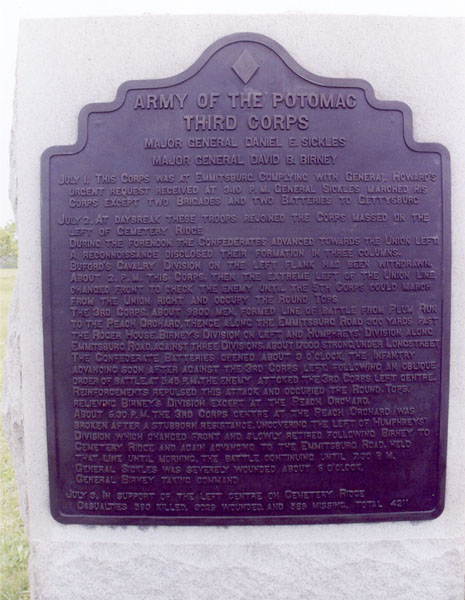 ARMY OF THE POTOMAC
THIRD CORPS
MAJOR GENERAL DANIEL E. SICKLES
MAJOR GENERAL DAVID B. BIRNEY
JULY 1. THIS CORPS WAS AT EMMITSBURG. COMPLYING WITH GENERAL HOWARD'S
URGENT REQUEST RECEIVED AT P.M. GENERAL SICKLES MARCHED HIS
CORPS EXCEPT TWO BRIGADES AND TWO BATTERIES TO GETTYSBURG
JULY 2. AT DAYBREAK THESE TROOPS REJOINED THE CORPS MASSED ON THE
LEFT OF CEMETERY RIDGE
DURING THE FORENOON THE CONFEDERATES ADVANCED TOWARDS THE UNION LEFT
A RECONNOISSANCE DISCLOSED THEIR FORMATION IN THREE COLUMNS.
BUFORD'S CAVALRY DIVISION ON THE LEFT FLANK HAD BEEN WITHDRAWN
ABOUT 2 P.M. THIS CORPS, THEN THE EXTREME LEFT OF THE UNION LINE
CHANGED FRONT TO CHECK THE ENEMY UNTIL THE 5TH CORPS COULD MARCH
FROM THE UNION RIGHT AND OCCUPY THE ROUND TOPS
THE 3RD CORPS, ABOUT 9800 MEN, FORMED LINE OF BATTLE FROM PLUM RUN
TO THE PEACH ORCHARD, THENCE ALONG THE EMMITSBURG ROAD 600 YARDS PAST
THE ROGER HOUSE, BIRNEY'S DIVISION ON LEFT AND HUMPHREYS' DIVISION ALONG
EMMITSBURG ROAD AGAINST THREE DIVISIONS, ABOUT 17000 STRONG, UNDER LONGSTREET
THE CONFEDERATE BATTERIES OPENED ABOUT 3 O'CLOCK, THE INFANTRY
ADVANCING SOON AFTER AGAINST THE 3RD CORPS LEFT, FOLLOWING AN OBLIQUE
ORDER OF BATTLE. AT 5.45 P.M. THE ENEMY ATTCKED THE 3RD CORPS LEFT CENTRE.
REINFORCEMENTS REPULSED THIS ATTACK AND OCCUPIED THE ROUND TOPS,
RELIEVING BIRNEY'S DIVISION EXCEPT AT THE PEACH ORCHARD.
ABOUT 6.30 P.M. THE 3RD CORPS CENTRE AT THE PEACH ORCHARD WAS
BROKEN AFTER A STUBBORN RESISTANCE, UNCOVERING THE LEFT OF HUMPHREYS'
DIVISION WHICH CHANGED FRONT AND SLOWLY RETIRED FOLLOWING BIRNEY TO
CEMETERY RIDGE AND AGAIN ADVANCING TO THE EMMITSBURG ROAD, HELD
THAT LINE UNTIL MORNING, THE BATTLE CONTINUING UNTIL 7.30 P.M.
GENERAL SICKLES WAS SEVERELY WOUNDED ABOUT 6 O'CLOCK,
GENERAL BIRNEY TAKING COMMAND
JULY 3. IN SUPPORT OF THE LEFT CENTRE ON CEMETERY RIDGE
CASUALTIES 593 KILLED, 3029 WOUNDED, AND 589 MISSING. TOTAL 4211